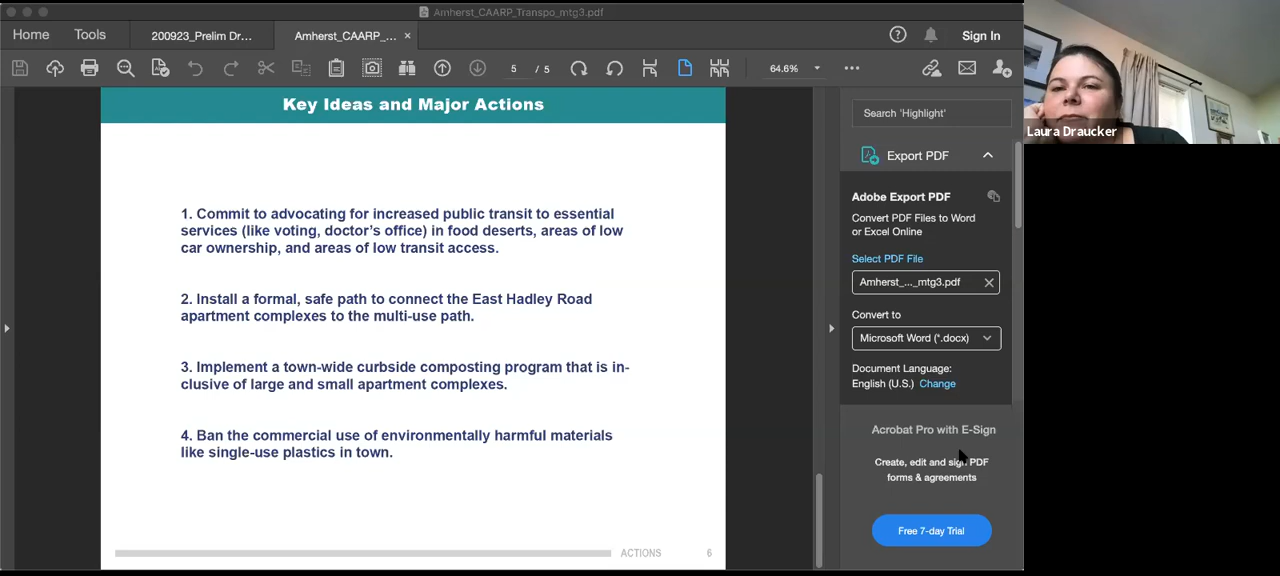 Amherst_CAARP_Transpo_mtg3.pdf
Home
Tools
200923_Prelim Dr...
Amherst_CAARP_... ×
Sign In
5 / 5
64.6%
Key Ideas and Major Actions
1. Commit to advocating for increased public transit to essential
services (like voting, doctor's office) in food deserts, areas of low
car ownership, and areas of low transit access.
2. Install a formal, safe path to connect the East Hadley Road
apartment complexes to the multi-use path.
3. Implement a town-wide curbside composting program that is in-
clusive of large and small apartment complexes.
4. Ban the commercial use of environmentally harmful materials
like single-use plastics in town.
ACTIONS 6
Search 'Highlight'
Export PDF
Adobe Export PDF
Convert PDF Files to Word
or Excel Online
Select PDF File
Amherst_..._mtg3.pdf
Convert to
Microsoft Word (*.docx)
Document Language:
English (U.S.) Change
Acrobat Pro with E-Sign
Create, edit and sign PDF
forms & agreements
Free 7-day Trial
Laura Draucker